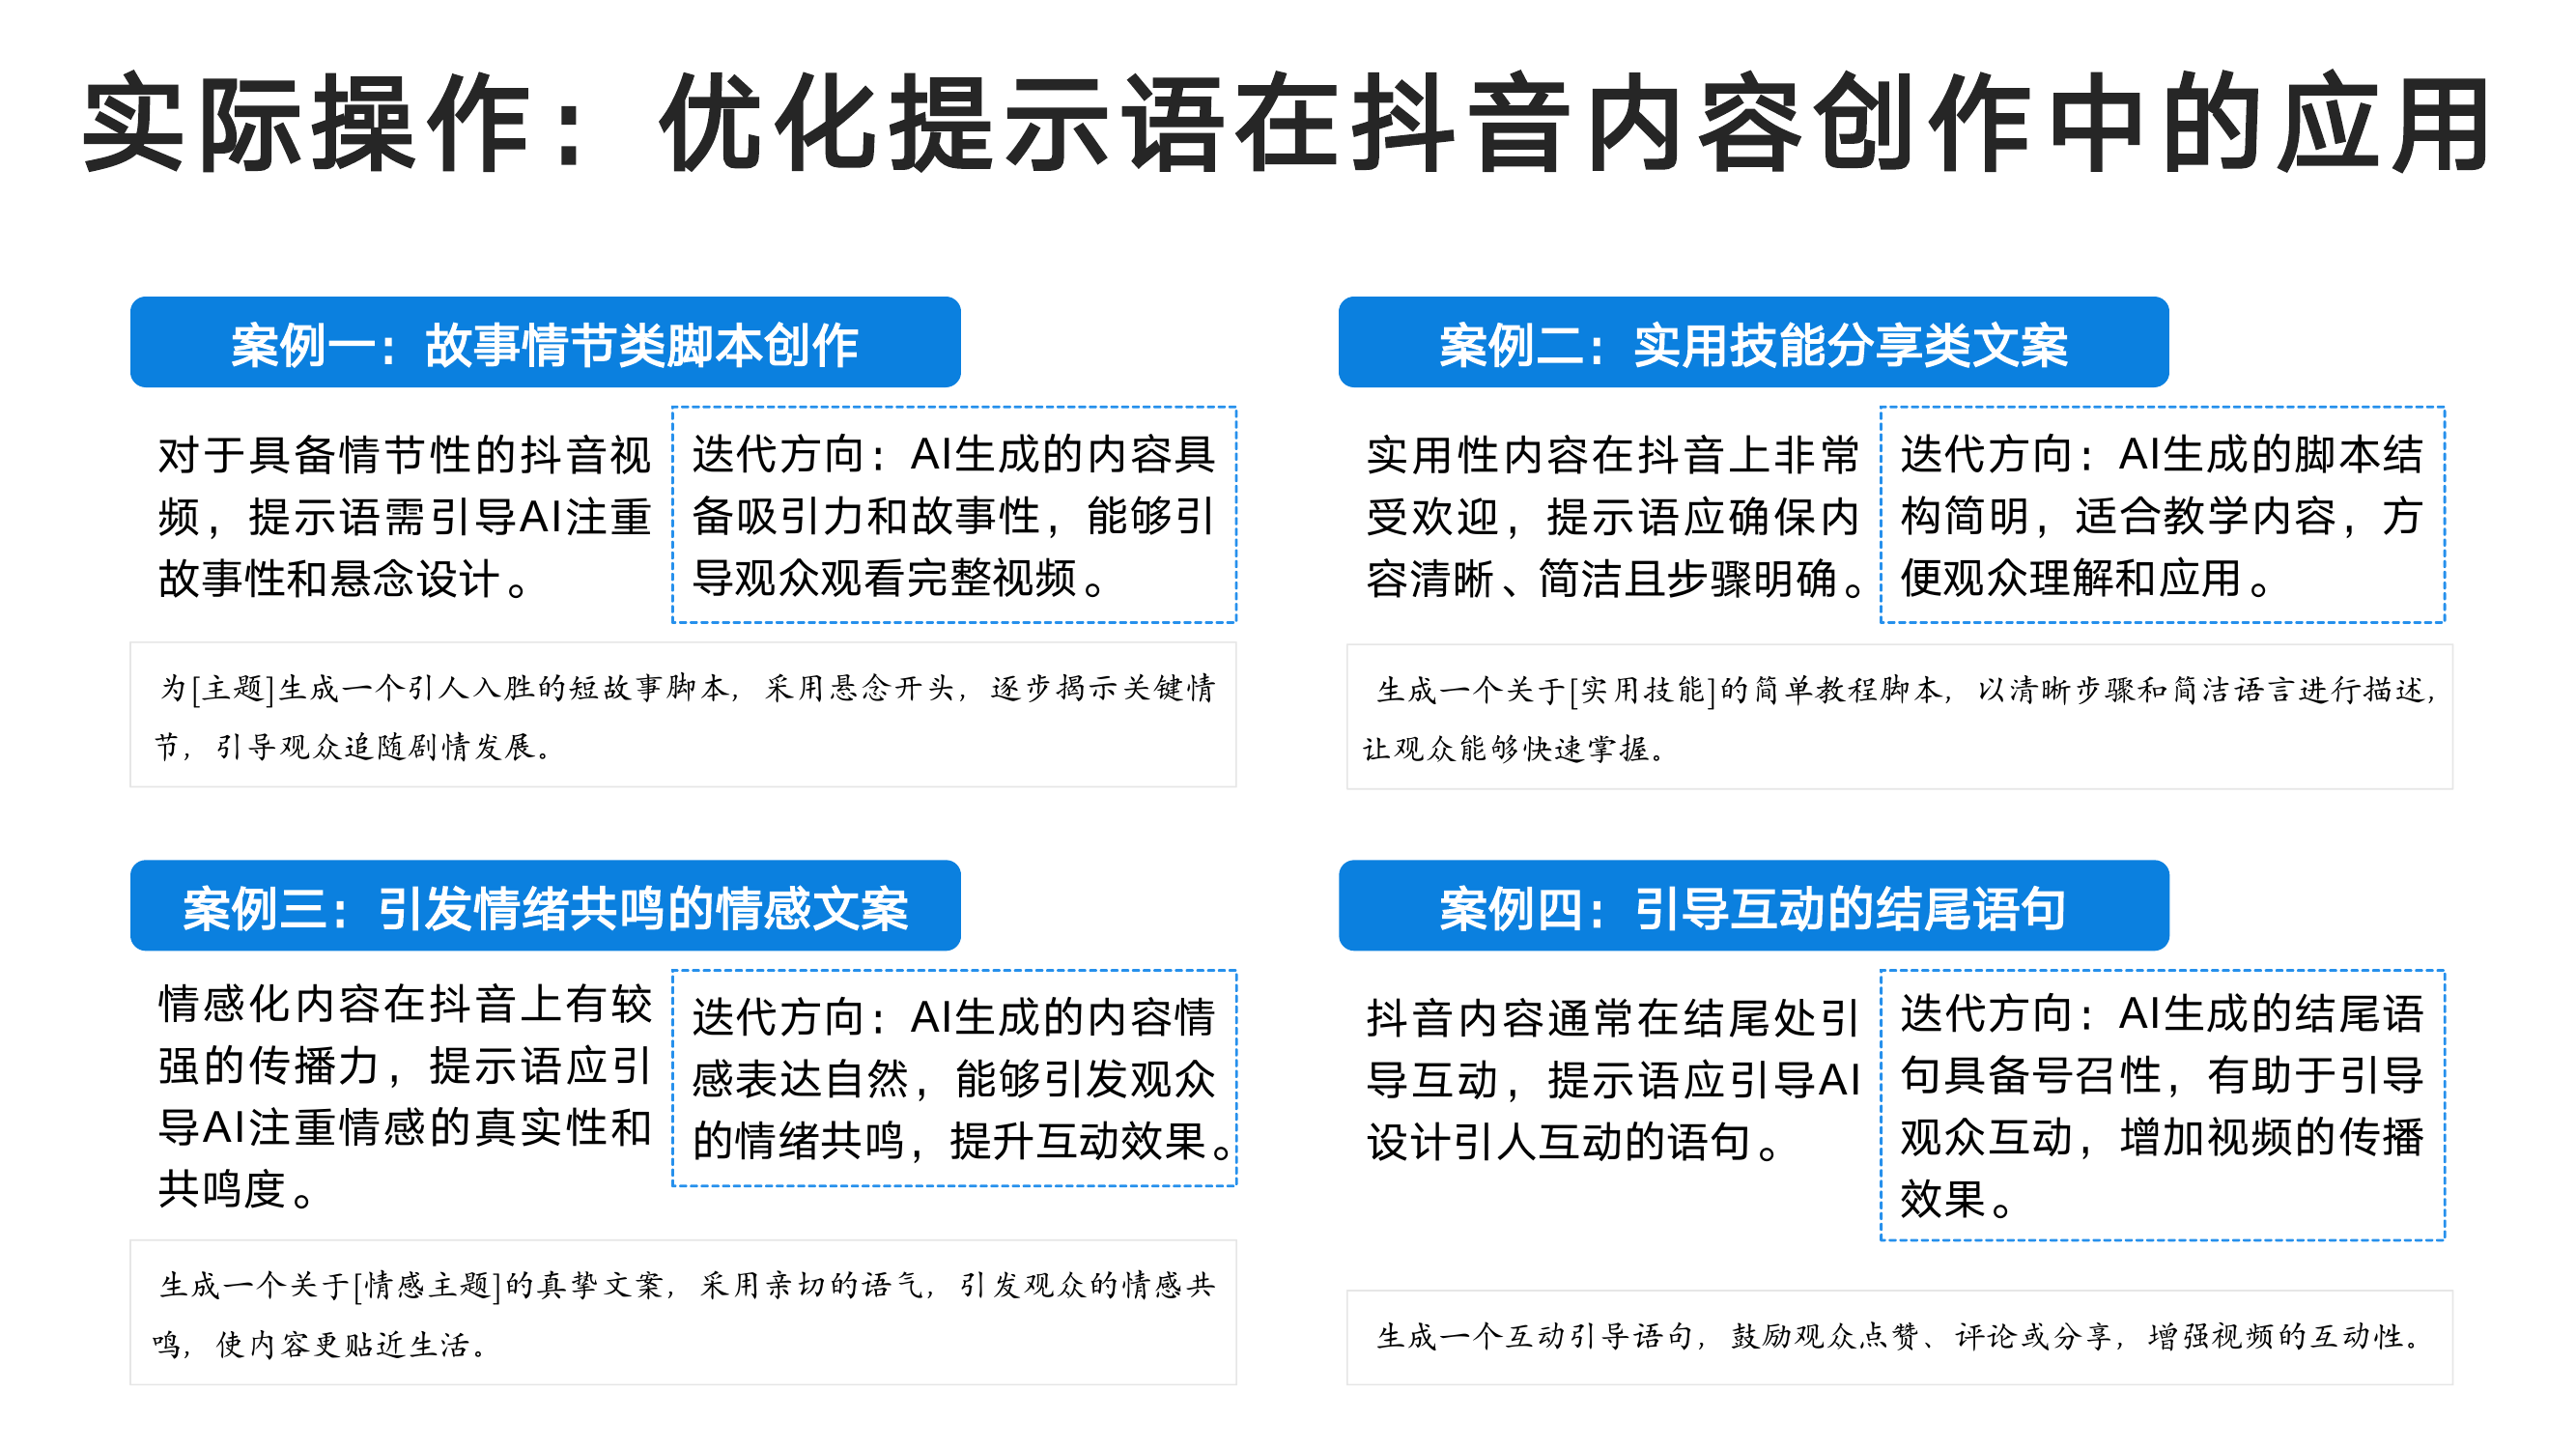 实际操作：优化提示语在抖音内容创作中的应用
案例一：故事情节类脚本创作
对于具备情节性的抖音视
频，提示语需引导AI注重
故事性和悬念设计。
迭代方向：AI生成的内容具
备吸引力和故事性，能够引
导观众观看完整视频。
为[主题]生成一个引人入胜的短故事脚本，采用悬念开头，逐步揭示关键情
节，引导观众追随剧情发展。
案例二：实用技能分享类文案
实用性内容在抖音上非常
受欢迎，提示语应确保内
容清晰、简洁且步骤明确。
迭代方向：AI生成的脚本结
构简明，适合教学内容，方
便观众理解和应用。
生成一个关于[实用技能]的简单教程脚本，以清晰步骤和简洁语言进行描述，
让观众能够快速掌握。
案例三：引发情绪共鸣的情感文案
情感化内容在抖音上有较
强的传播力，提示语应引
导AI注重情感的真实性和
共鸣度。
迭代方向：AI生成的内容情
感表达自然，能够引发观众
的情绪共鸣，提升互动效果。
生成一个关于[情感主题]的真挚文案，采用亲切的语气，引发观众的情感共
鸣，使内容更贴近生活。
案例四：引导互动的结尾语句
抖音内容通常在结尾处引
导互动，提示语应引导AI
设计引人互动的语句。
迭代方向：AI生成的结尾语
句具备号召性，有助于引导
观众互动，增加视频的传播
效果。
生成一个互动引导语句，鼓励观众点赞、评论或分享，增强视频的互动性。